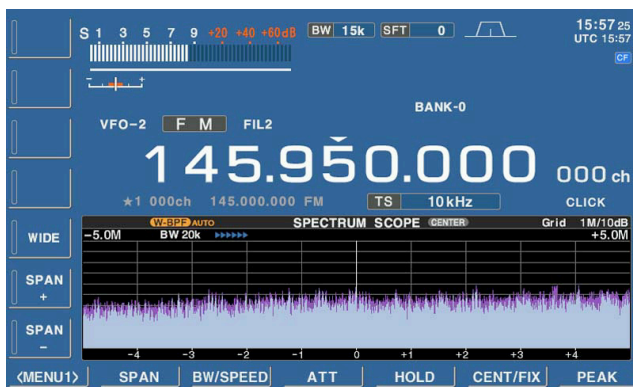 S 1 3 5 7 9 +20 +40 +60dB BW 15k SFT 0 15:57 25
UTC 15:57
CF
- +
BANK-0
VFO-2 F M FIL2
145.950.000 000 ch
★1 000ch 145.000.000 FM TS 10kHz CLICK
W-BPF AUTO SPECTRUM SCOPE CENTER Grid 1M/10dB
-5.0M BW 20k ▶▶▶▶▶▶ +5.0M
WIDE
SPAN
+
SPAN
-
-4 -3 -2 -1 0 +1 +2 +3 +4
<MENU1> SPAN BW/SPEED ATT HOLD CENT/FIX PEAK